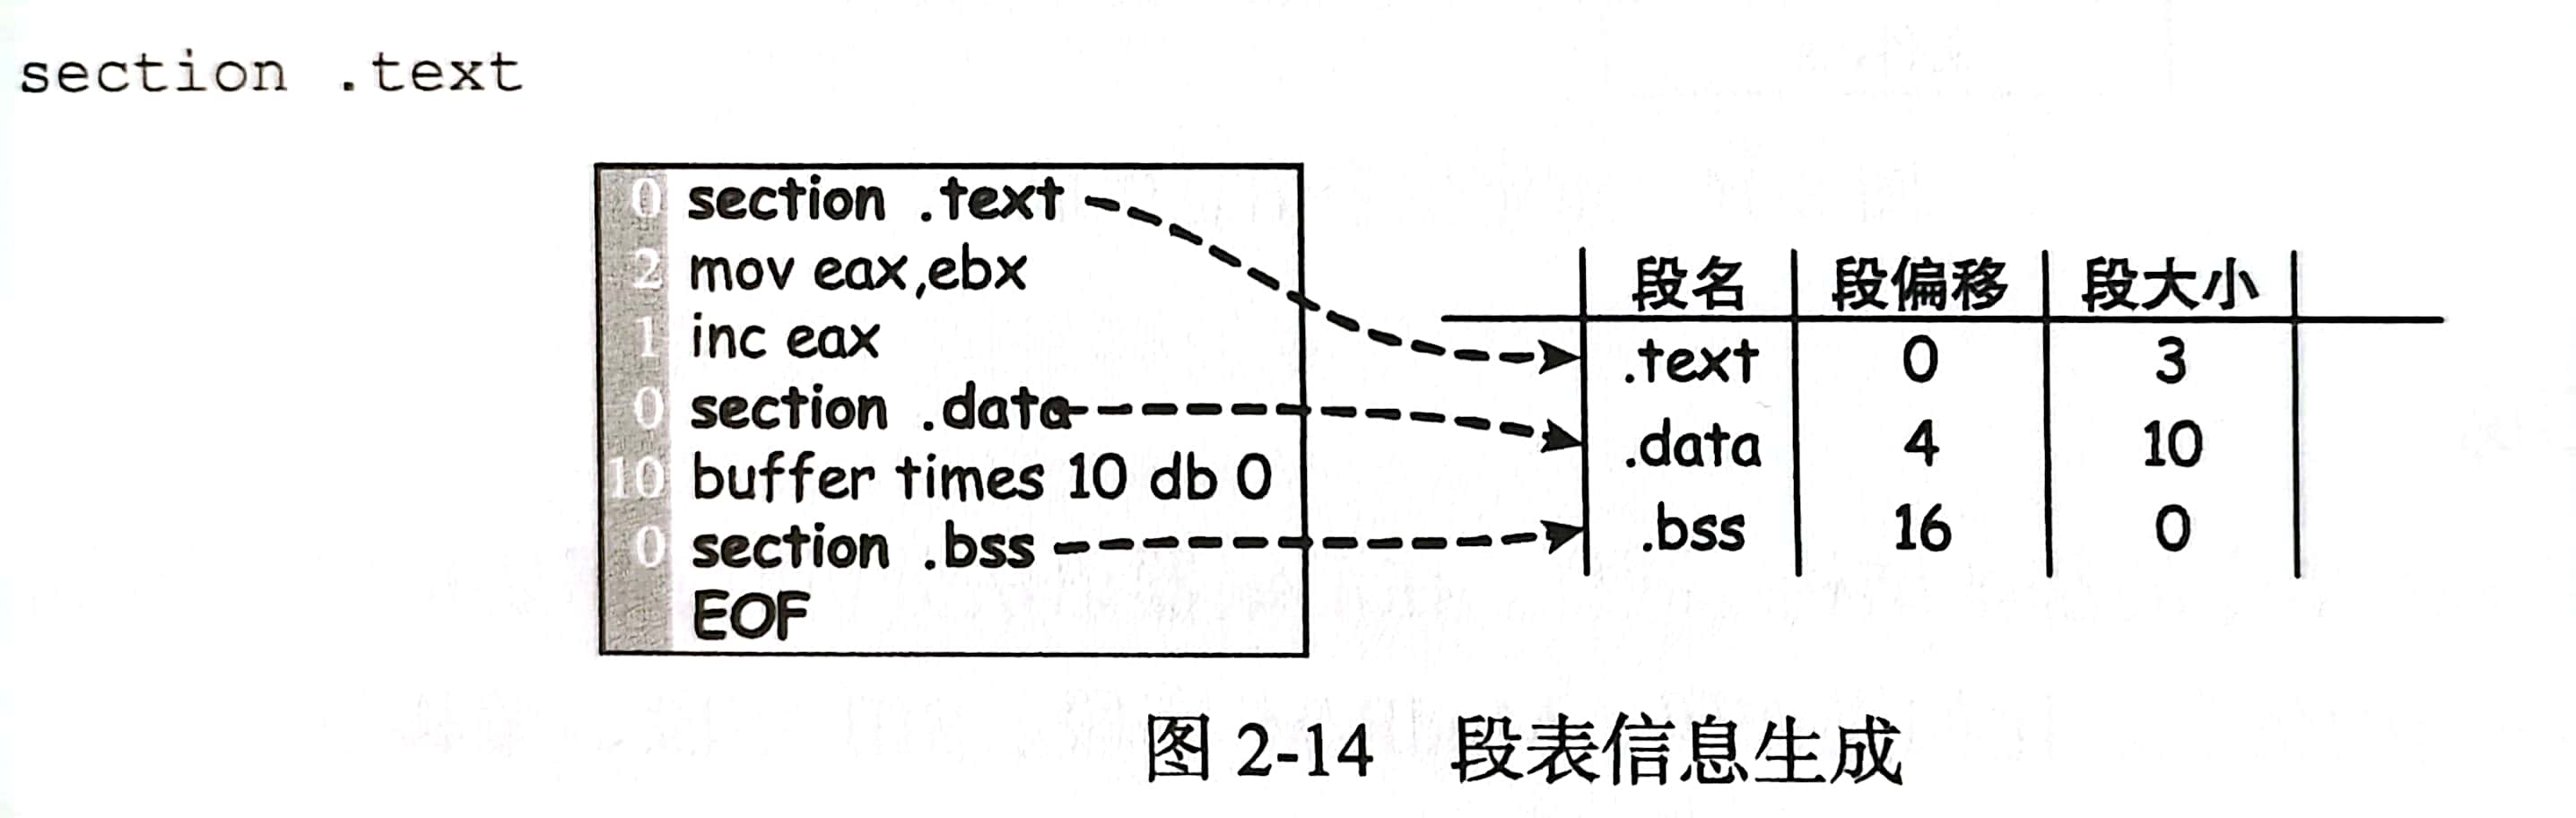 section .text
0 section .text
2 mov eax,ebx
1 inc eax
0 section .data
10 buffer times 10 db 0
0 section .bss
EOF
段名 段偏移 段大小
.text 0 3
.data 4 10
.bss 16 0
图 2-14 段表信息生成